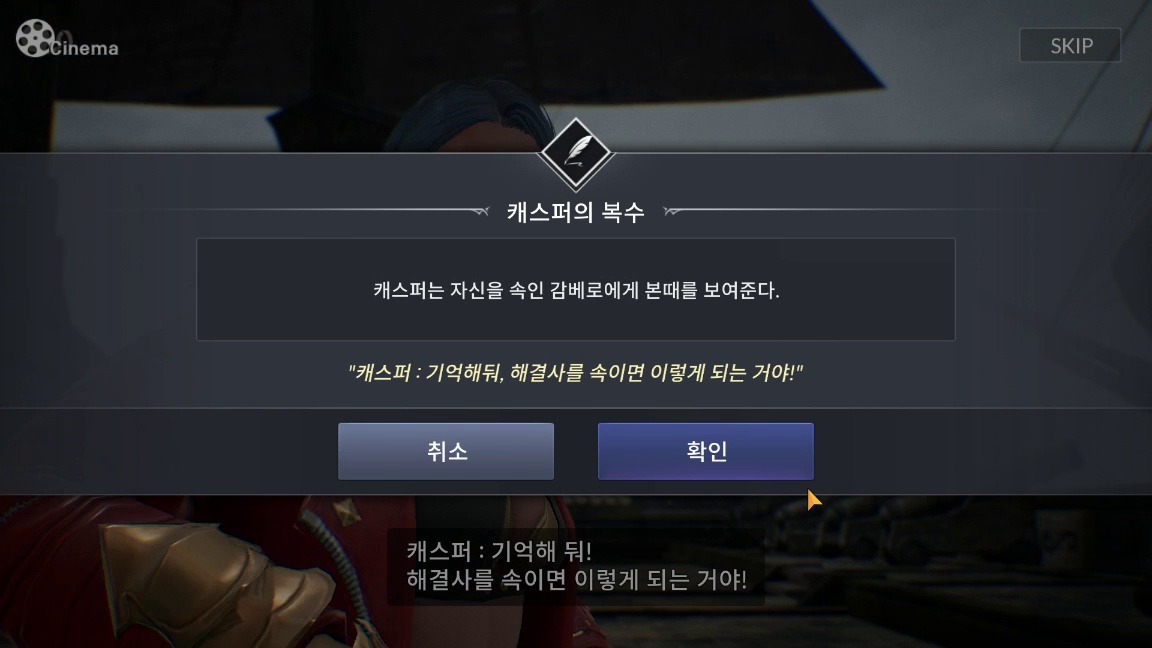 Cinema
SKIP
캐스퍼의 복수
캐스퍼는 자신을 속인 감베로에게 본때를 보여준다.
"캐스퍼 : 기억해둬, 해결사를 속이면 이렇게 되는 거야!"
취소
확인
캐스퍼 : 기억해 둬!
해결사를 속이면 이렇게 되는 거야!